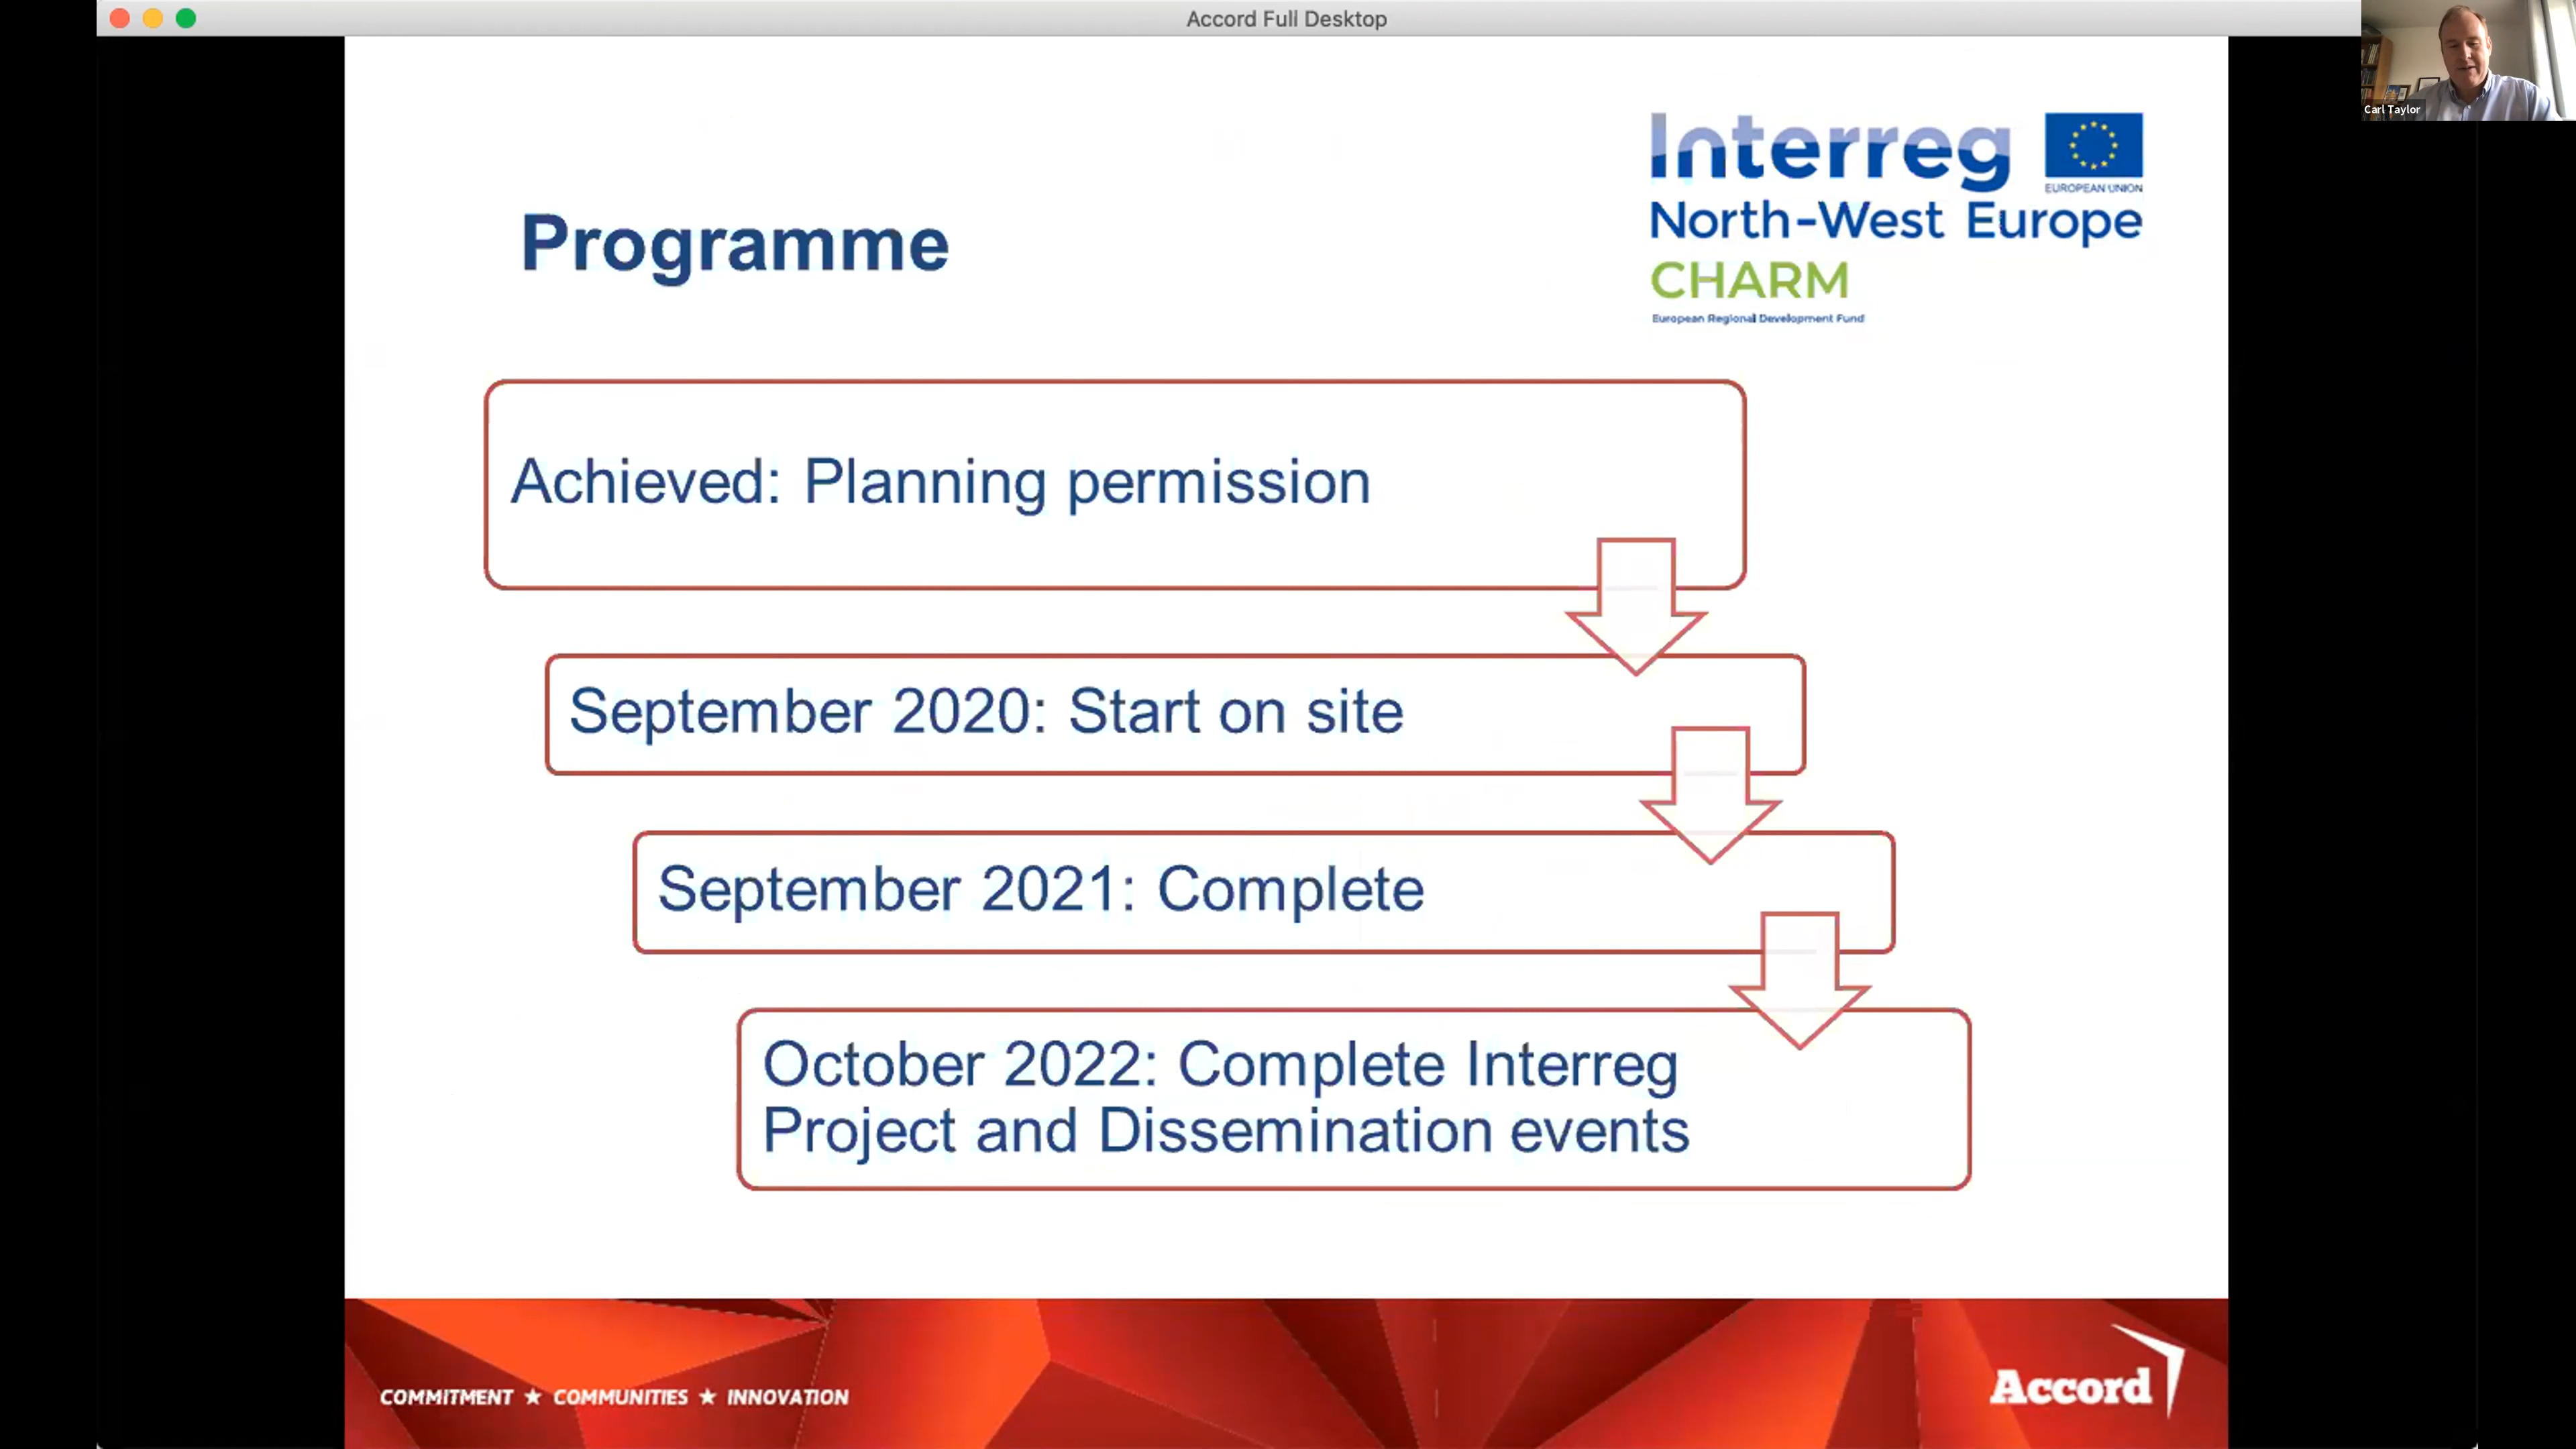 Accord Full Desktop
Carl Taylor
Interreg
EUROPEAN UNION
North-West Europe
CHARM
European Regional Development Fund
Programme
Achieved: Planning permission
September 2020: Start on site
September 2021: Complete
October 2022: Complete Interreg
Project and Dissemination events
COMMITMENT ★ COMMUNITIES ★ INNOVATION
Accord